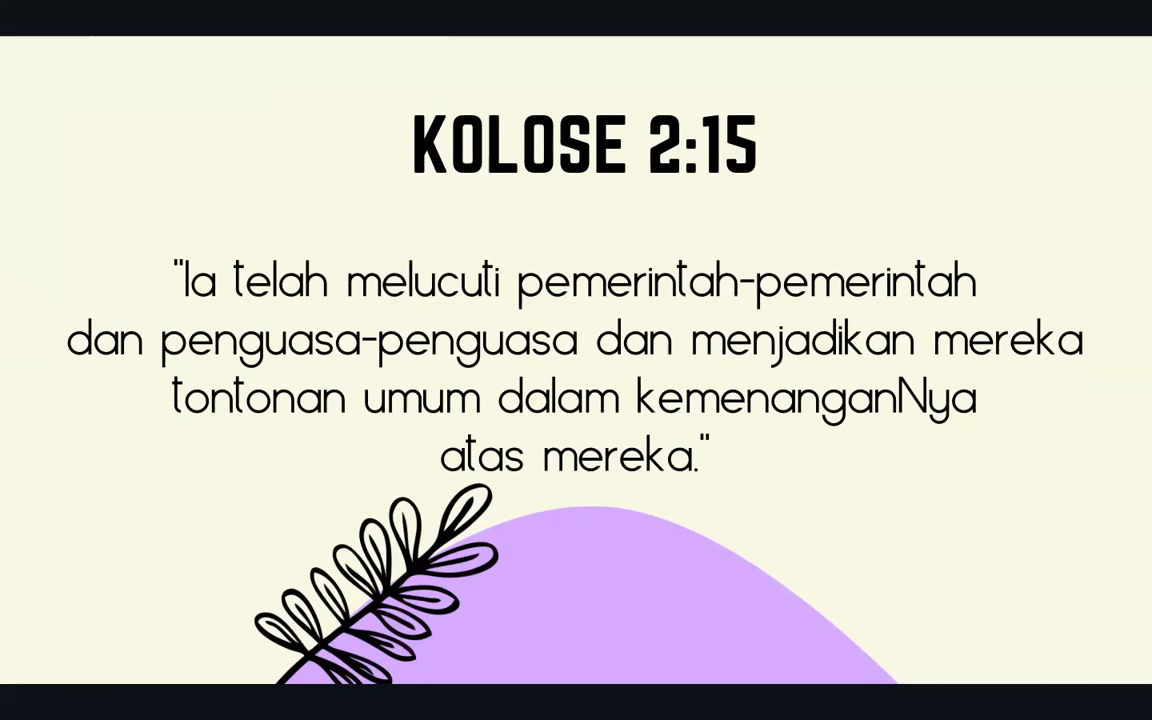 KOLOSE 2:15
"Ia telah melucuti pemerintah-pemerintah
dan penguasa-penguasa dan menjadikan mereka
tontonan umum dalam kemenanganNya
atas mereka."